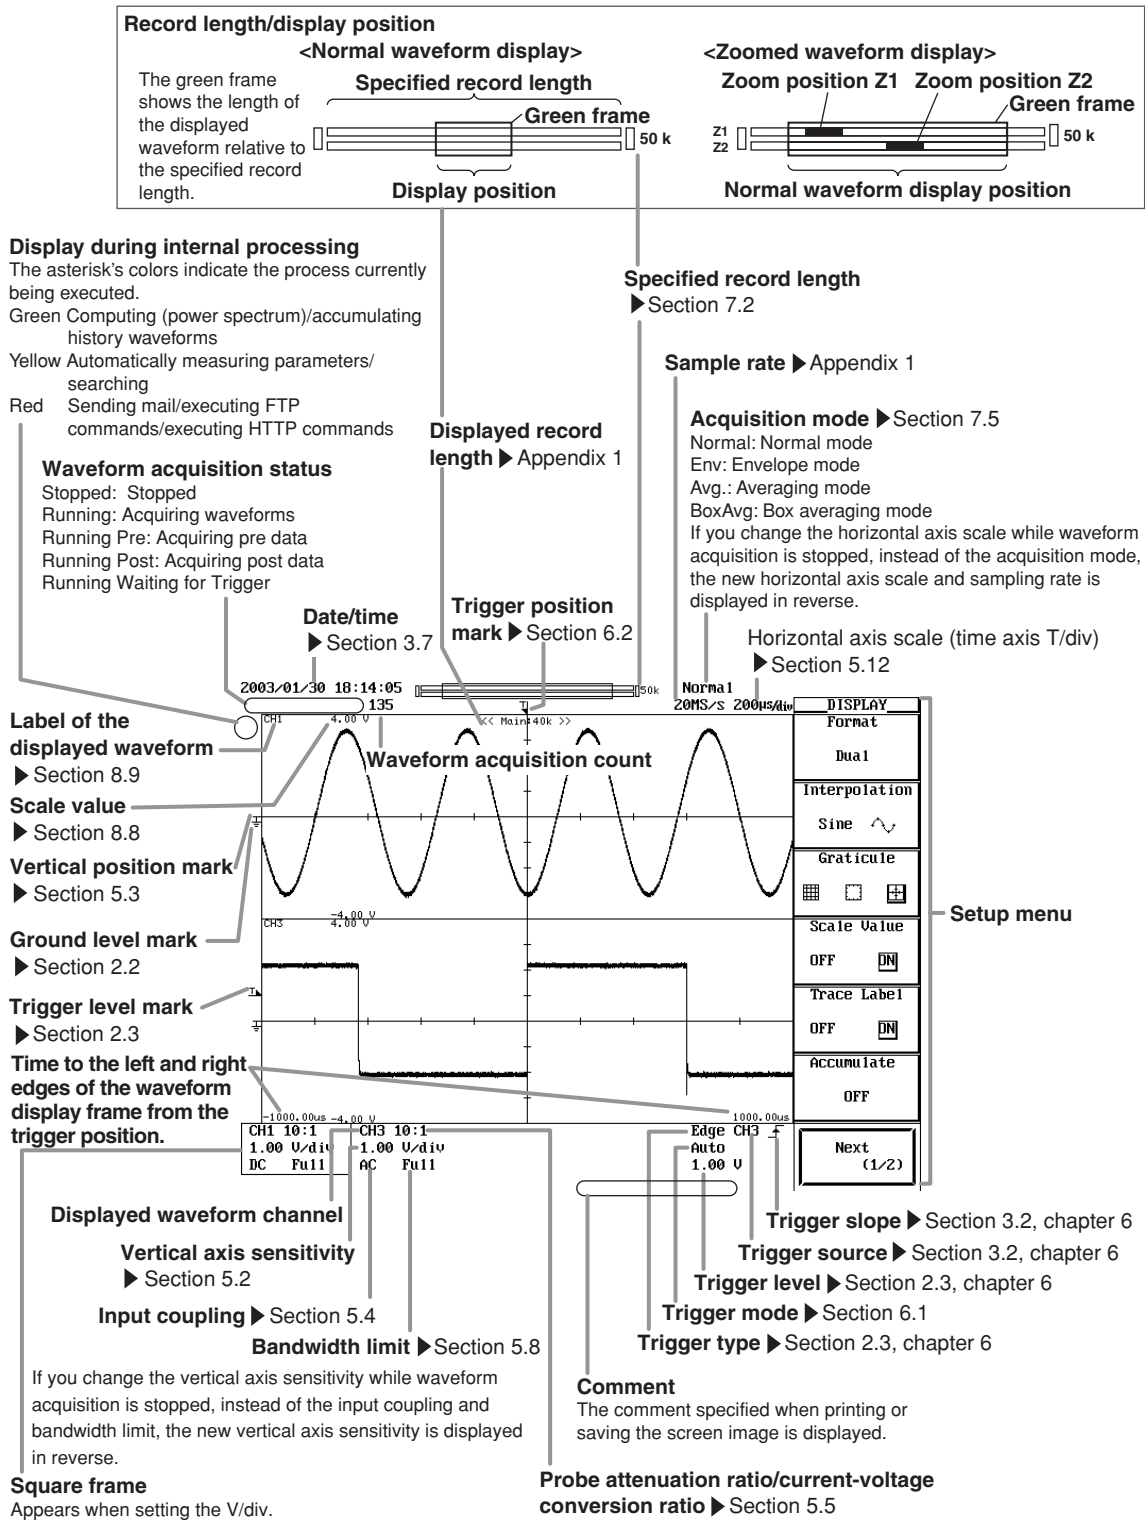 Record length/display position
<Normal waveform display>
<Zoomed waveform display>
The green frame
shows the length of
the displayed
waveform relative to
the specified record
length.
Specified record length
Green frame
50 k
Display position
Zoom position Z1
Zoom position Z2
Green frame
Z1
Z2
50 k
Normal waveform display position
Display during internal processing
The asterisk's colors indicate the process currently
being executed.
Green Computing (power spectrum)/accumulating
history waveforms
Yellow Automatically measuring parameters/
searching
Red Sending mail/executing FTP
commands/executing HTTP commands
Specified record length
▶Section 7.2
Sample rate ▶Appendix 1
Displayed record
length ▶ Appendix 1
Acquisition mode ▶Section 7.5
Normal: Normal mode
Env: Envelope mode
Avg.: Averaging mode
BoxAvg: Box averaging mode
If you change the horizontal axis scale while waveform
acquisition is stopped, instead of the acquisition mode,
the new horizontal axis scale and sampling rate is
displayed in reverse.
Waveform acquisition status
Stopped: Stopped
Running: Acquiring waveforms
Running Pre: Acquiring pre data
Running Post: Acquiring post data
Running Waiting for Trigger
Date/time
▶ Section 3.7
Trigger position
mark ▶ Section 6.2
Horizontal axis scale (time axis T/div)
▶Section 5.12
2003/01/30 18:14:05
135
50k
Normal
20MS/s 200µs/div
T
CH1
4.00 V
<< Main:40k >>
Waveform acquisition count
-4.00 V
CH3
4.00 V
T
-1000.00us
-4.00 V
1000.00us
CH1 10:1
1.00 V/div
DC Full
CH3 10:1
1.00 V/div
AC Full
Edge CH3
Auto
1.00 V
DISPLAY
Format
Dual
Interpolation
Sine
Graticule
Scale Value
OFF ON
Trace Label
OFF ON
Accumulate
OFF
Next
(1/2)
Setup menu
Label of the
displayed waveform
▶ Section 8.9
Scale value
▶ Section 8.8
Vertical position mark
▶ Section 5.3
Ground level mark
▶ Section 2.2
Trigger level mark
▶Section 2.3
Time to the left and right
edges of the waveform
display frame from the
trigger position.
Displayed waveform channel
Vertical axis sensitivity
▶ Section 5.2
Input coupling ▶ Section 5.4
Bandwidth limit ▶Section 5.8
If you change the vertical axis sensitivity while waveform
acquisition is stopped, instead of the input coupling and
bandwidth limit, the new vertical axis sensitivity is displayed
in reverse.
Square frame
Appears when setting the V/div.
Trigger slope ▶Section 3.2, chapter 6
Trigger source ▶ Section 3.2, chapter 6
Trigger level ▶ Section 2.3, chapter 6
Trigger mode ▶ Section 6.1
Trigger type ▶ Section 2.3, chapter 6
Comment
The comment specified when printing or
saving the screen image is displayed.
Probe attenuation ratio/current-voltage
conversion ratio ▶ Section 5.5